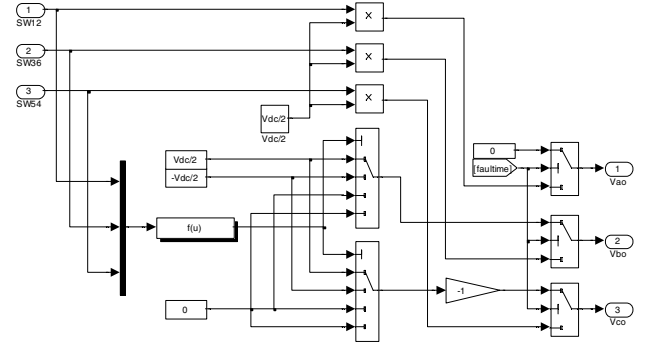 1
SW12
2
SW36
3
SW54
X
X
X
Vdc/2
Vdc/2
Vdc/2
-Vdc/2
f(u)
0
-1
0
[faultime]
1
Vao
2
Vbo
3
Vco